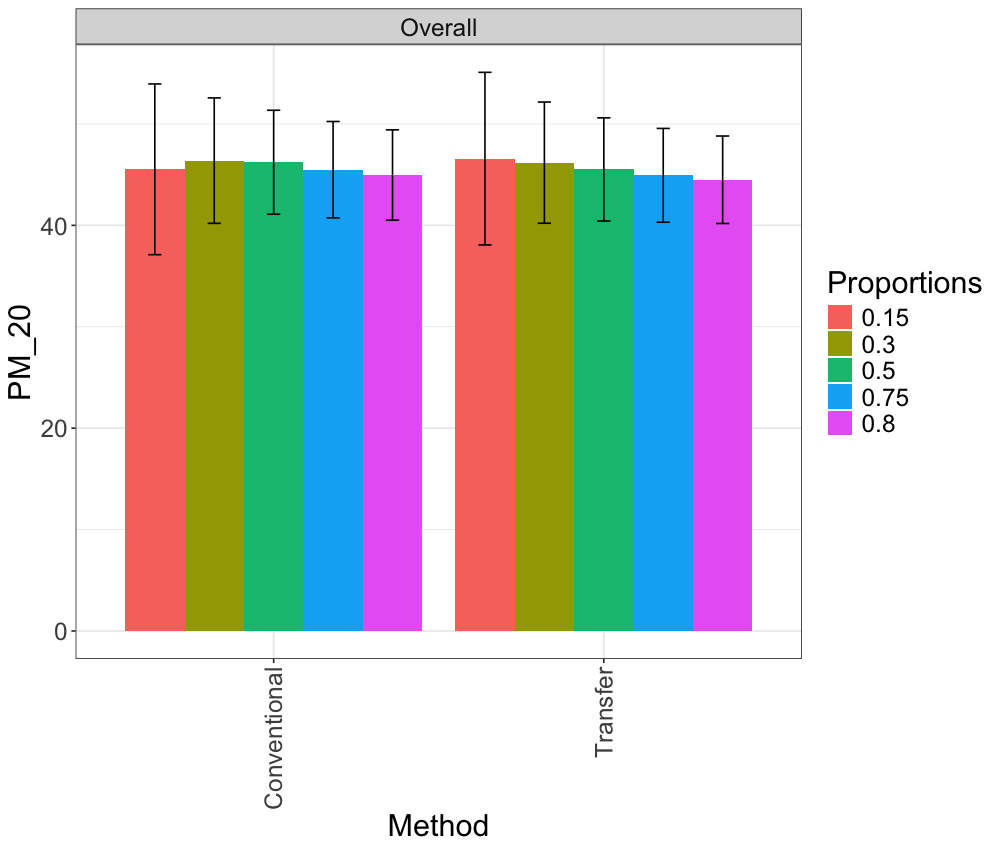 Overall
PM_20
40
20
0
Conventional
Transfer
Method
Proportions
0.15
0.3
0.5
0.75
0.8